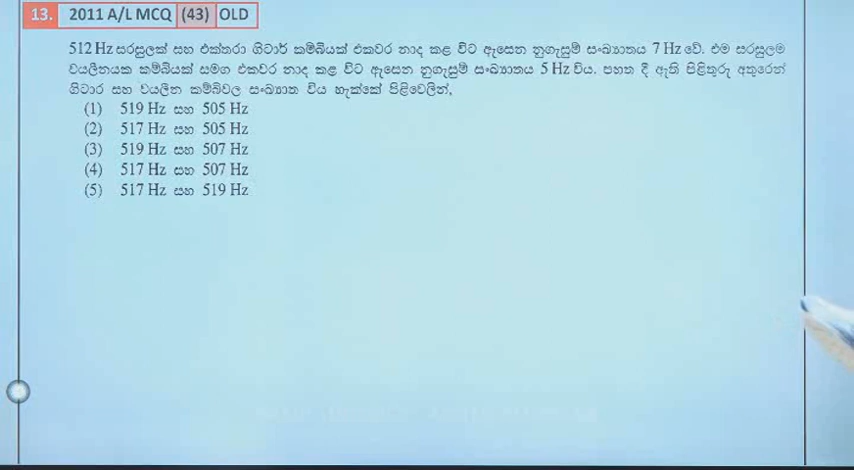 13. 2011 A/L MCQ (43) OLD
512 Hz සරසුලක් සහ එක්තරා ගිටාර් කම්බියක් එකවර නාද කළ විට ඇසෙන නුගැසුම් සංඛ්‍යාතය 7 Hz වේ. එම සරසුලම
වයලීනයක කම්බියක් සමග එකවර නාද කළ විට ඇසෙන නුගැසුම් සංඛ්‍යාතය 5 Hz විය. පහත දී ඇති පිළිතුරු අතුරෙන්
ගිටාර සහ වයලීන කම්බිවල සංඛ්‍යාත විය හැක්කේ පිළිවෙලින්,
(1) 519 Hz සහ 505 Hz
(2) 517 Hz සහ 505 Hz
(3) 519 Hz සහ 507 Hz
(4) 517 Hz සහ 507 Hz
(5) 517 Hz සහ 519 Hz